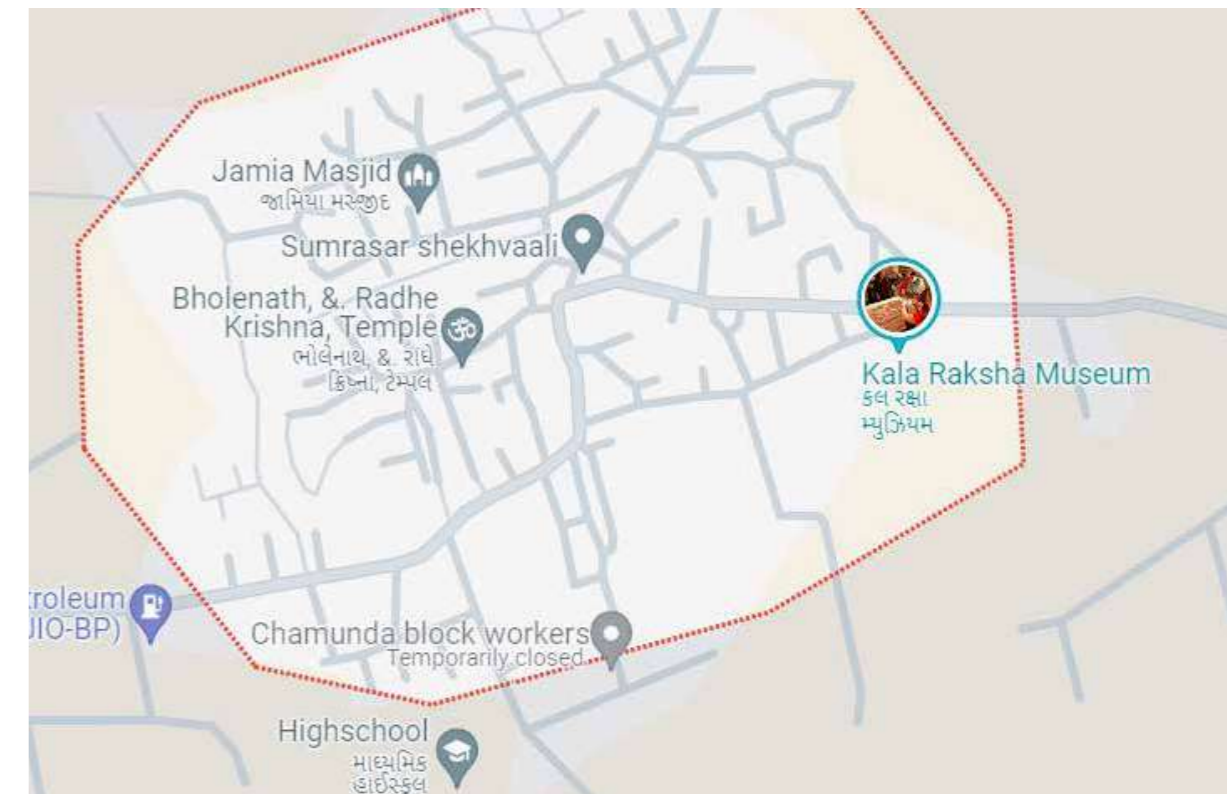 Jamia Masjid
જામિયા મસ્જીદ
Sumrasar shekhvaali
Bholenath, &. Radhe
Krishna, Temple
ભોલેનાથ, &. રાધે
ક્રિષ્ના, ટેમ્પલ
Kala Raksha Museum
કલ રક્ષા
મ્યુઝિયમ
troleum
JIO-BP)
Chamunda block workers
Temporarily closed
Highschool
માધ્યમિક
હાઈસ્કૂલ